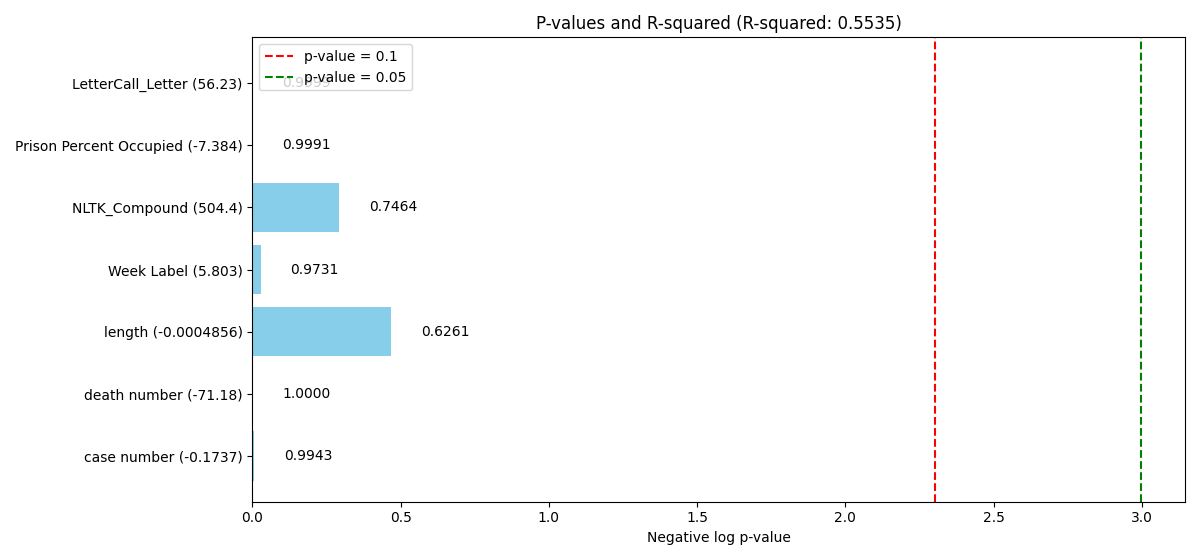 P-values and R-squared (R-squared: 0.5535)
p-value = 0.1
p-value = 0.05
LetterCall_Letter (56.23)
Prison Percent Occupied (-7.384) 0.9991
NLTK_Compound (504.4) 0.7464
Week Label (5.803) 0.9731
length (-0.0004856) 0.6261
death number (-71.18) 1.0000
case number (-0.1737) 0.9943
0.0 0.5 1.0 1.5 2.0 2.5 3.0
Negative log p-value